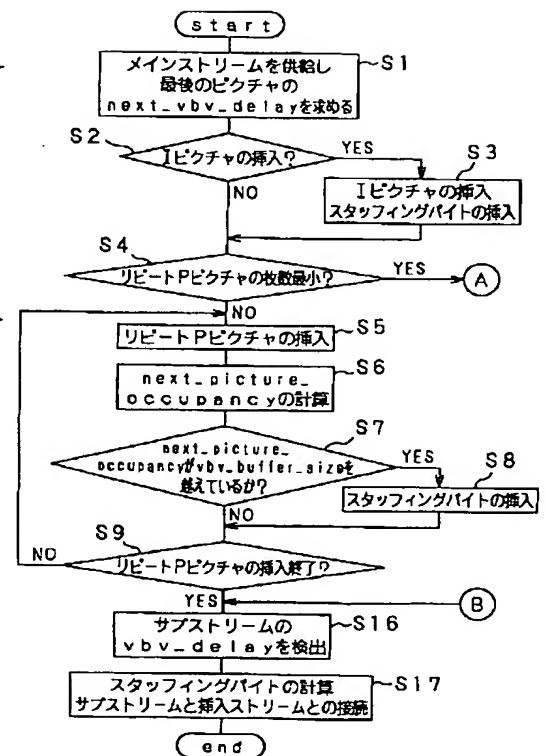 start
メインストリームを供給し
最後のピクチャの
next_vbv_delayを求める
S1
S2
Iピクチャの挿入?
YES
NO
S3
Iピクチャの挿入
スタッフィングバイトの挿入
S4
リピートPピクチャの枚数最小?
YES
A
NO
リピートPピクチャの挿入
S5
next_picture_
occupancyの計算
S6
S7
next_picture_
occupancyがvbv_buffer_sizeを
越えているか?
YES
NO
S8
スタッフィングバイトの挿入
S9
NO
リピートPピクチャの挿入終了?
YES
B
サブストリームの
vbv_delayを検出
S16
スタッフィングバイトの計算
サブストリームと挿入ストリームとの接続
S17
end